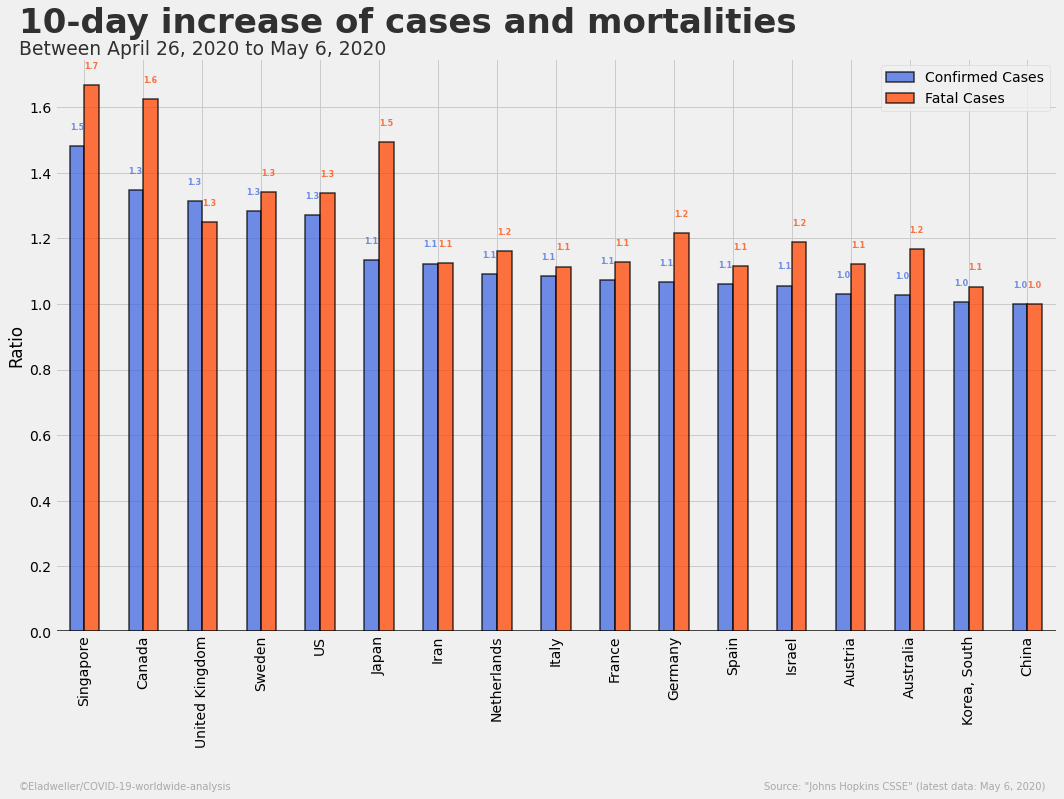 10-day increase of cases and mortalities
Between April 26, 2020 to May 6, 2020
Confirmed Cases
Fatal Cases
1.7
1.5
1.6
1.3
1.3
1.3
1.3
1.3
1.3
1.3
1.5
1.1
1.1
1.1
1.2
1.1
1.1
1.1
1.1
1.1
1.2
1.1
1.1
1.1
1.2
1.1
1.1
1.0
1.2
1.0
1.1
1.0
1.0
1.0
Ratio
1.6
1.4
1.2
1.0
0.8
0.6
0.4
0.2
0.0
Singapore
Canada
United Kingdom
Sweden
US
Japan
Iran
Netherlands
Italy
France
Germany
Spain
Israel
Austria
Australia
Korea, South
China
©Eladweller/COVID-19-worldwide-analysis
Source: "Johns Hopkins CSSE" (latest data: May 6, 2020)